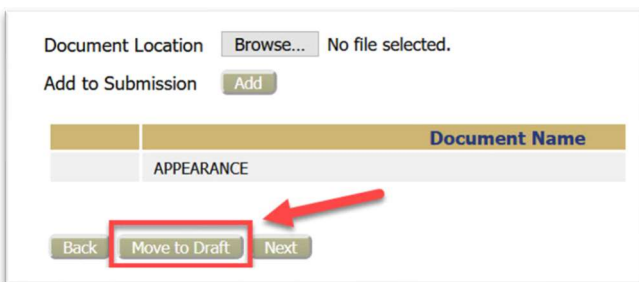 Document Location Browse... No file selected.
Add to Submission Add
Document Name
APPEARANCE
Back Move to Draft Next